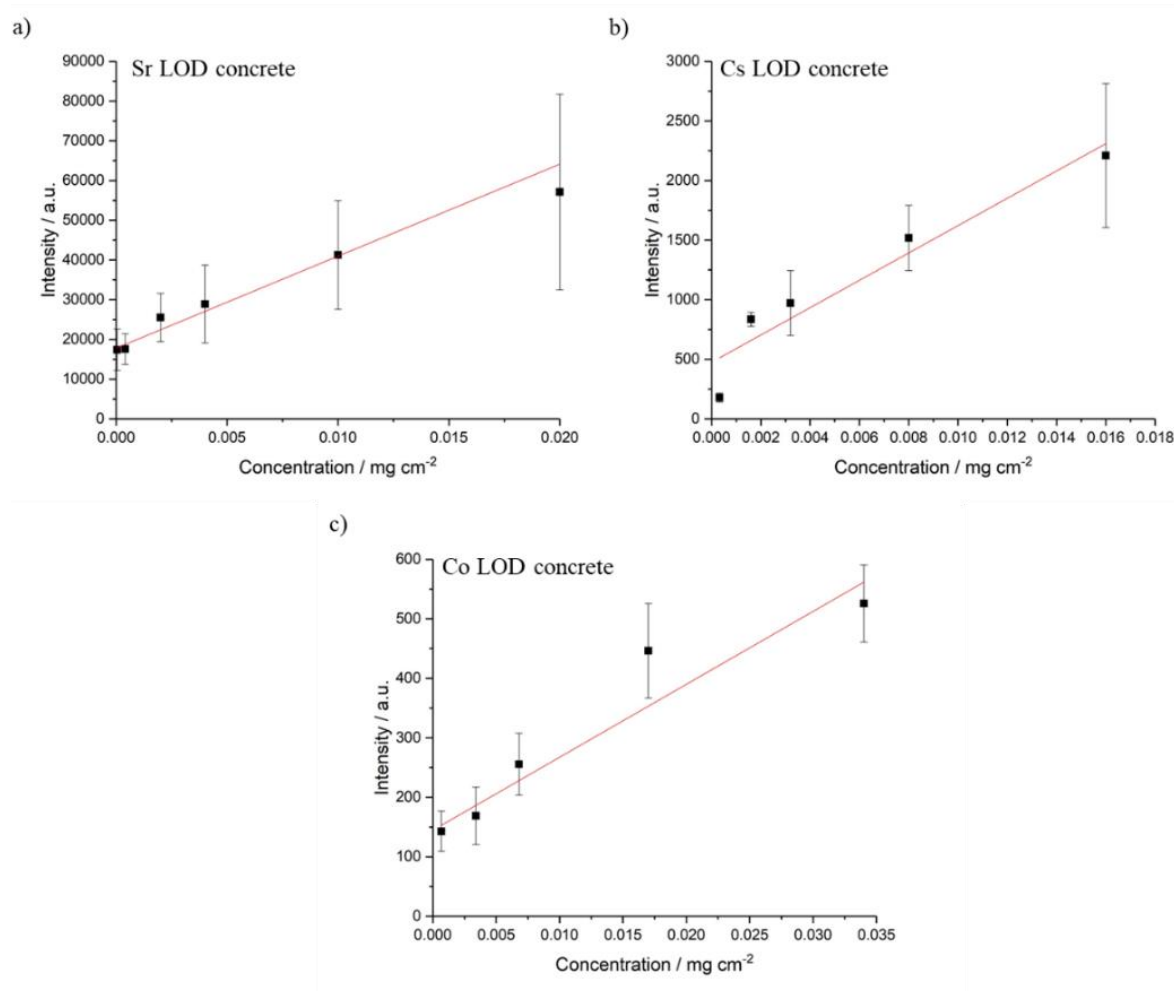 a)
Sr LOD concrete
90000
80000
70000
60000
50000
40000
30000
20000
10000
0
Intensity / a.u.
0.000 0.005 0.010 0.015 0.020
Concentration / mg cm⁻²
b)
Cs LOD concrete
3000
2500
2000
1500
1000
500
0
Intensity / a.u.
0.000 0.002 0.004 0.006 0.008 0.010 0.012 0.014 0.016 0.018
Concentration / mg cm⁻²
c)
Co LOD concrete
600
500
400
300
200
100
0
Intensity / a.u.
0.000 0.005 0.010 0.015 0.020 0.025 0.030 0.035
Concentration / mg cm⁻²